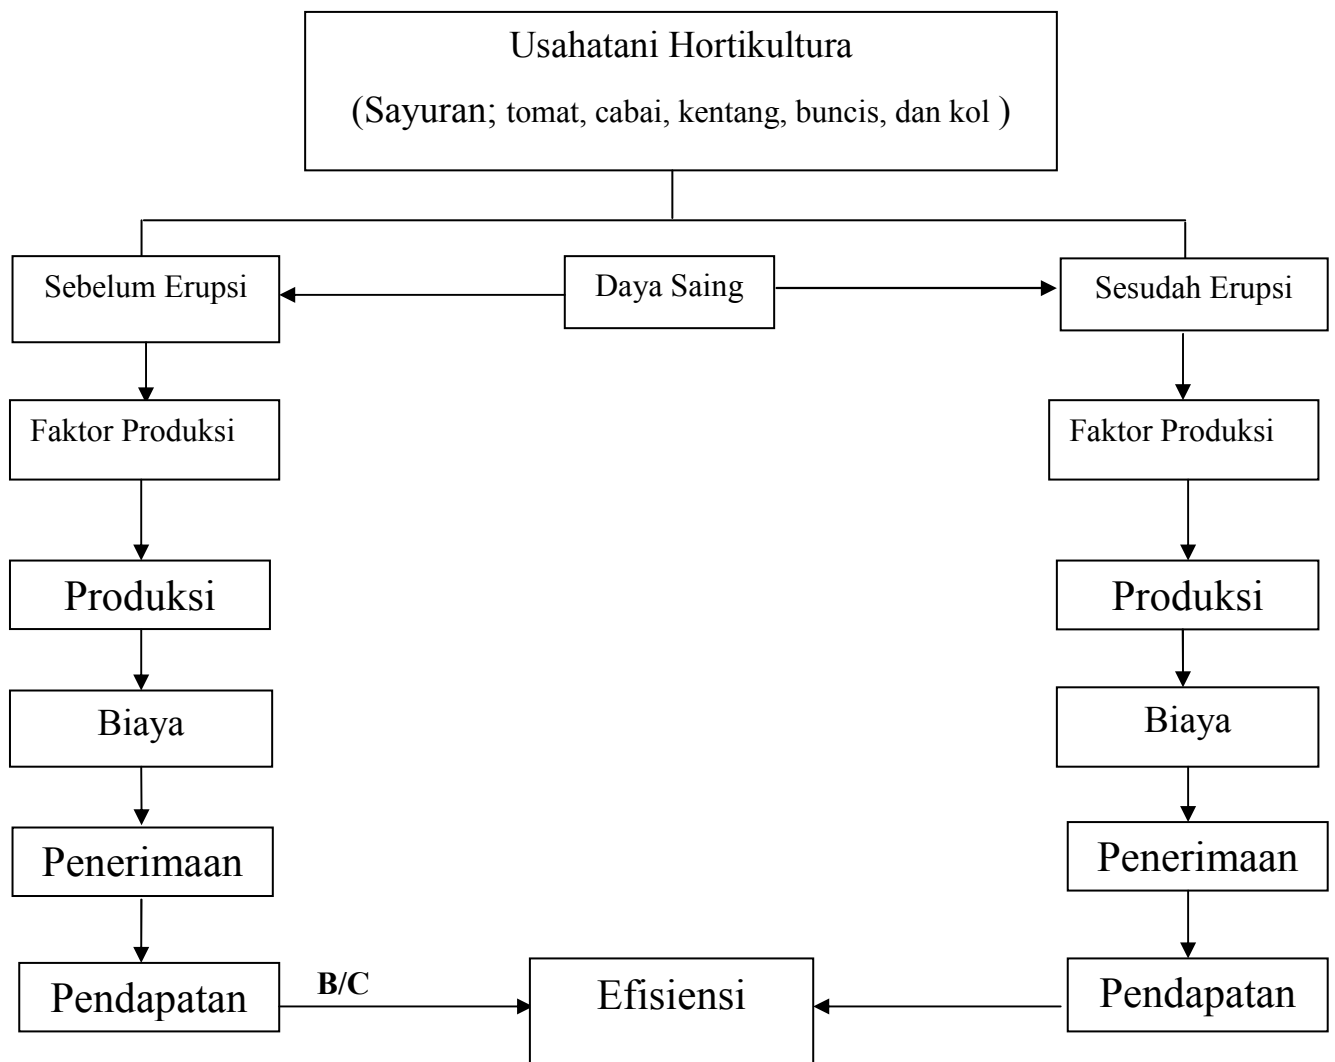 Usahatani Hortikultura
(Sayuran; tomat, cabai, kentang, buncis, dan kol )
Sebelum Erupsi
Daya Saing
Sesudah Erupsi
Faktor Produksi
Faktor Produksi
Produksi
Produksi
Biaya
Biaya
Penerimaan
Penerimaan
Pendapatan
B/C
Efisiensi
Pendapatan